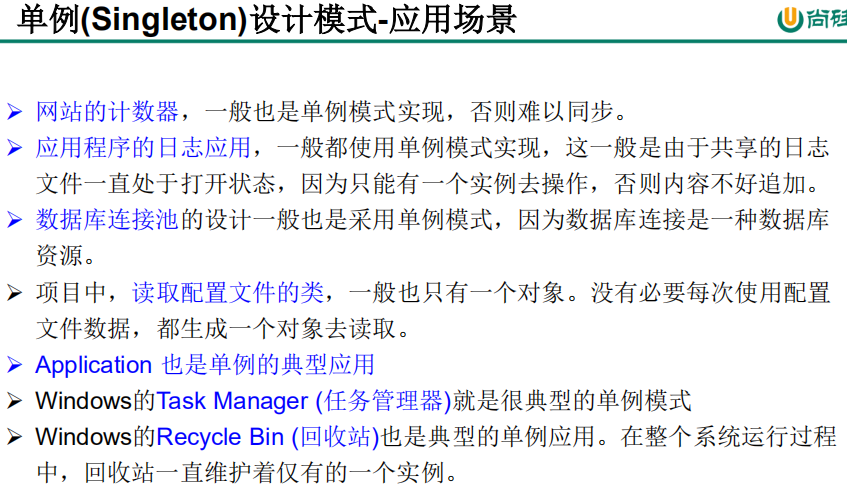 单例(Singleton)设计模式-应用场景
尚硅
➢ 网站的计数器，一般也是单例模式实现，否则难以同步。
➢ 应用程序的日志应用，一般都使用单例模式实现，这一般是由于共享的日志
文件一直处于打开状态，因为只能有一个实例去操作，否则内容不好追加。
➢ 数据库连接池的设计一般也是采用单例模式，因为数据库连接是一种数据库
资源。
➢ 项目中，读取配置文件的类，一般也只有一个对象。没有必要每次使用配置
文件数据，都生成一个对象去读取。
➢ Application 也是单例的典型应用
➢ Windows的Task Manager (任务管理器)就是很典型的单例模式
➢ Windows的Recycle Bin (回收站)也是典型的单例应用。在整个系统运行过程
中，回收站一直维护着仅有的一个实例。